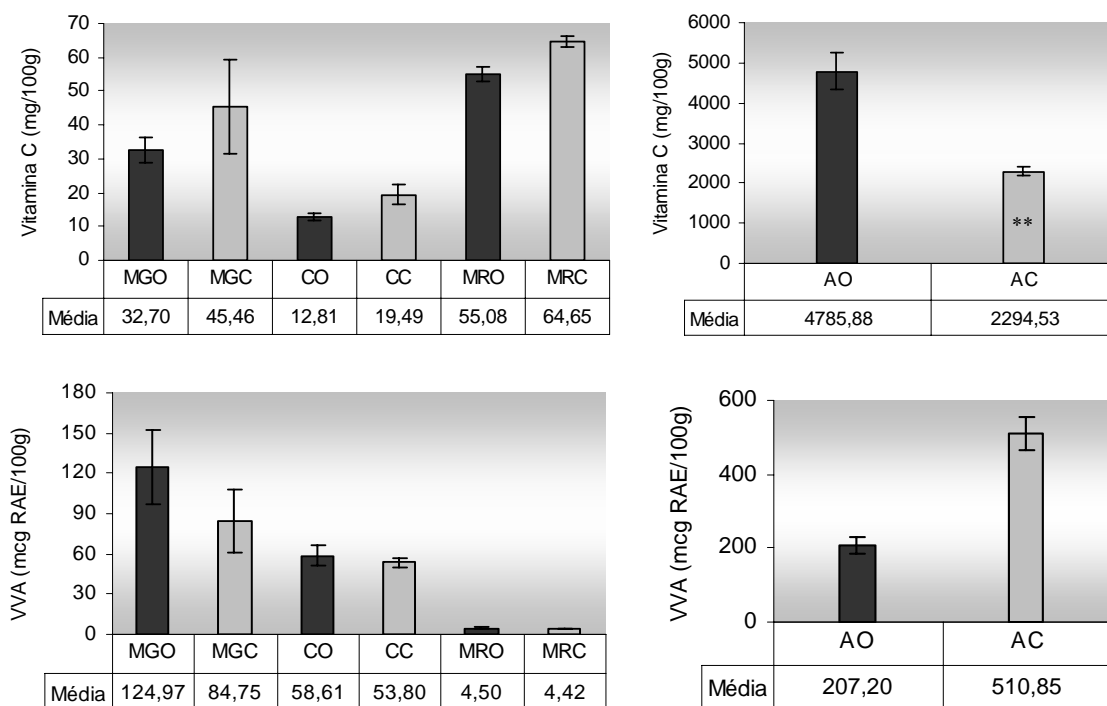 Vitamina C (mg/100g)
70
60
50
40
30
20
10
0
MGO MGC CO CC MRO MRC
Média 32,70 45,46 12,81 19,49 55,08 64,65
Vitamina C (mg/100g)
6000
5000
4000
3000
2000
1000
0
**
AO AC
Média 4785,88 2294,53
VVA (mcg RAE/100g)
180
150
120
90
60
30
0
MGO MGC CO CC MRO MRC
Média 124,97 84,75 58,61 53,80 4,50 4,42
VVA (mcg RAE/100g)
600
400
200
0
AO AC
Média 207,20 510,85